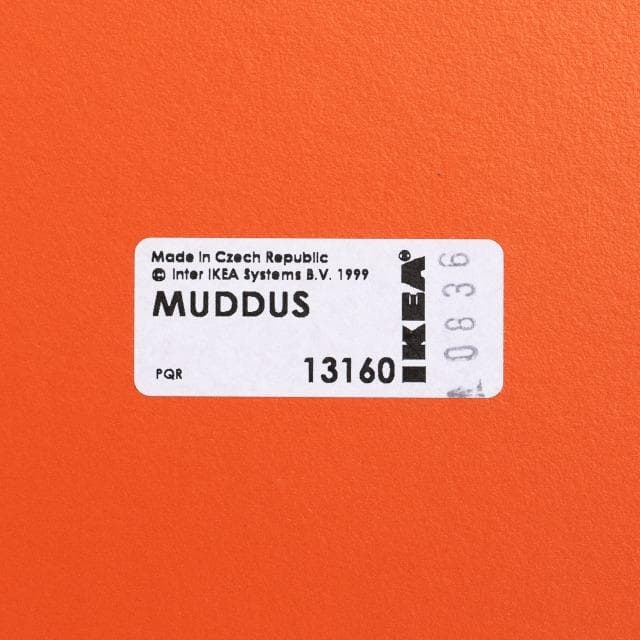 Made in Czech Republic
© Inter IKEA Systems B.V. 1999
MUDDUS
PQR
13160
IKEA®
0836